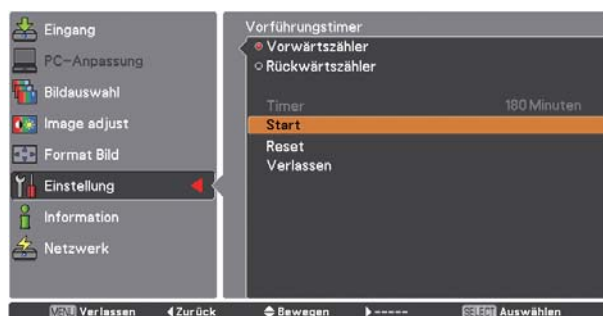 Eingang
PC-Anpassung
Bildauswahl
Image adjust
Format Bild
Einstellung
Information
Netzwerk
Vorführungstimer
Vorwärtszähler
Rückwärtszähler
Timer 180 Minuten
Start
Reset
Verlassen
MENU Verlassen Zurück Bewegen ----- SELECT Auswählen